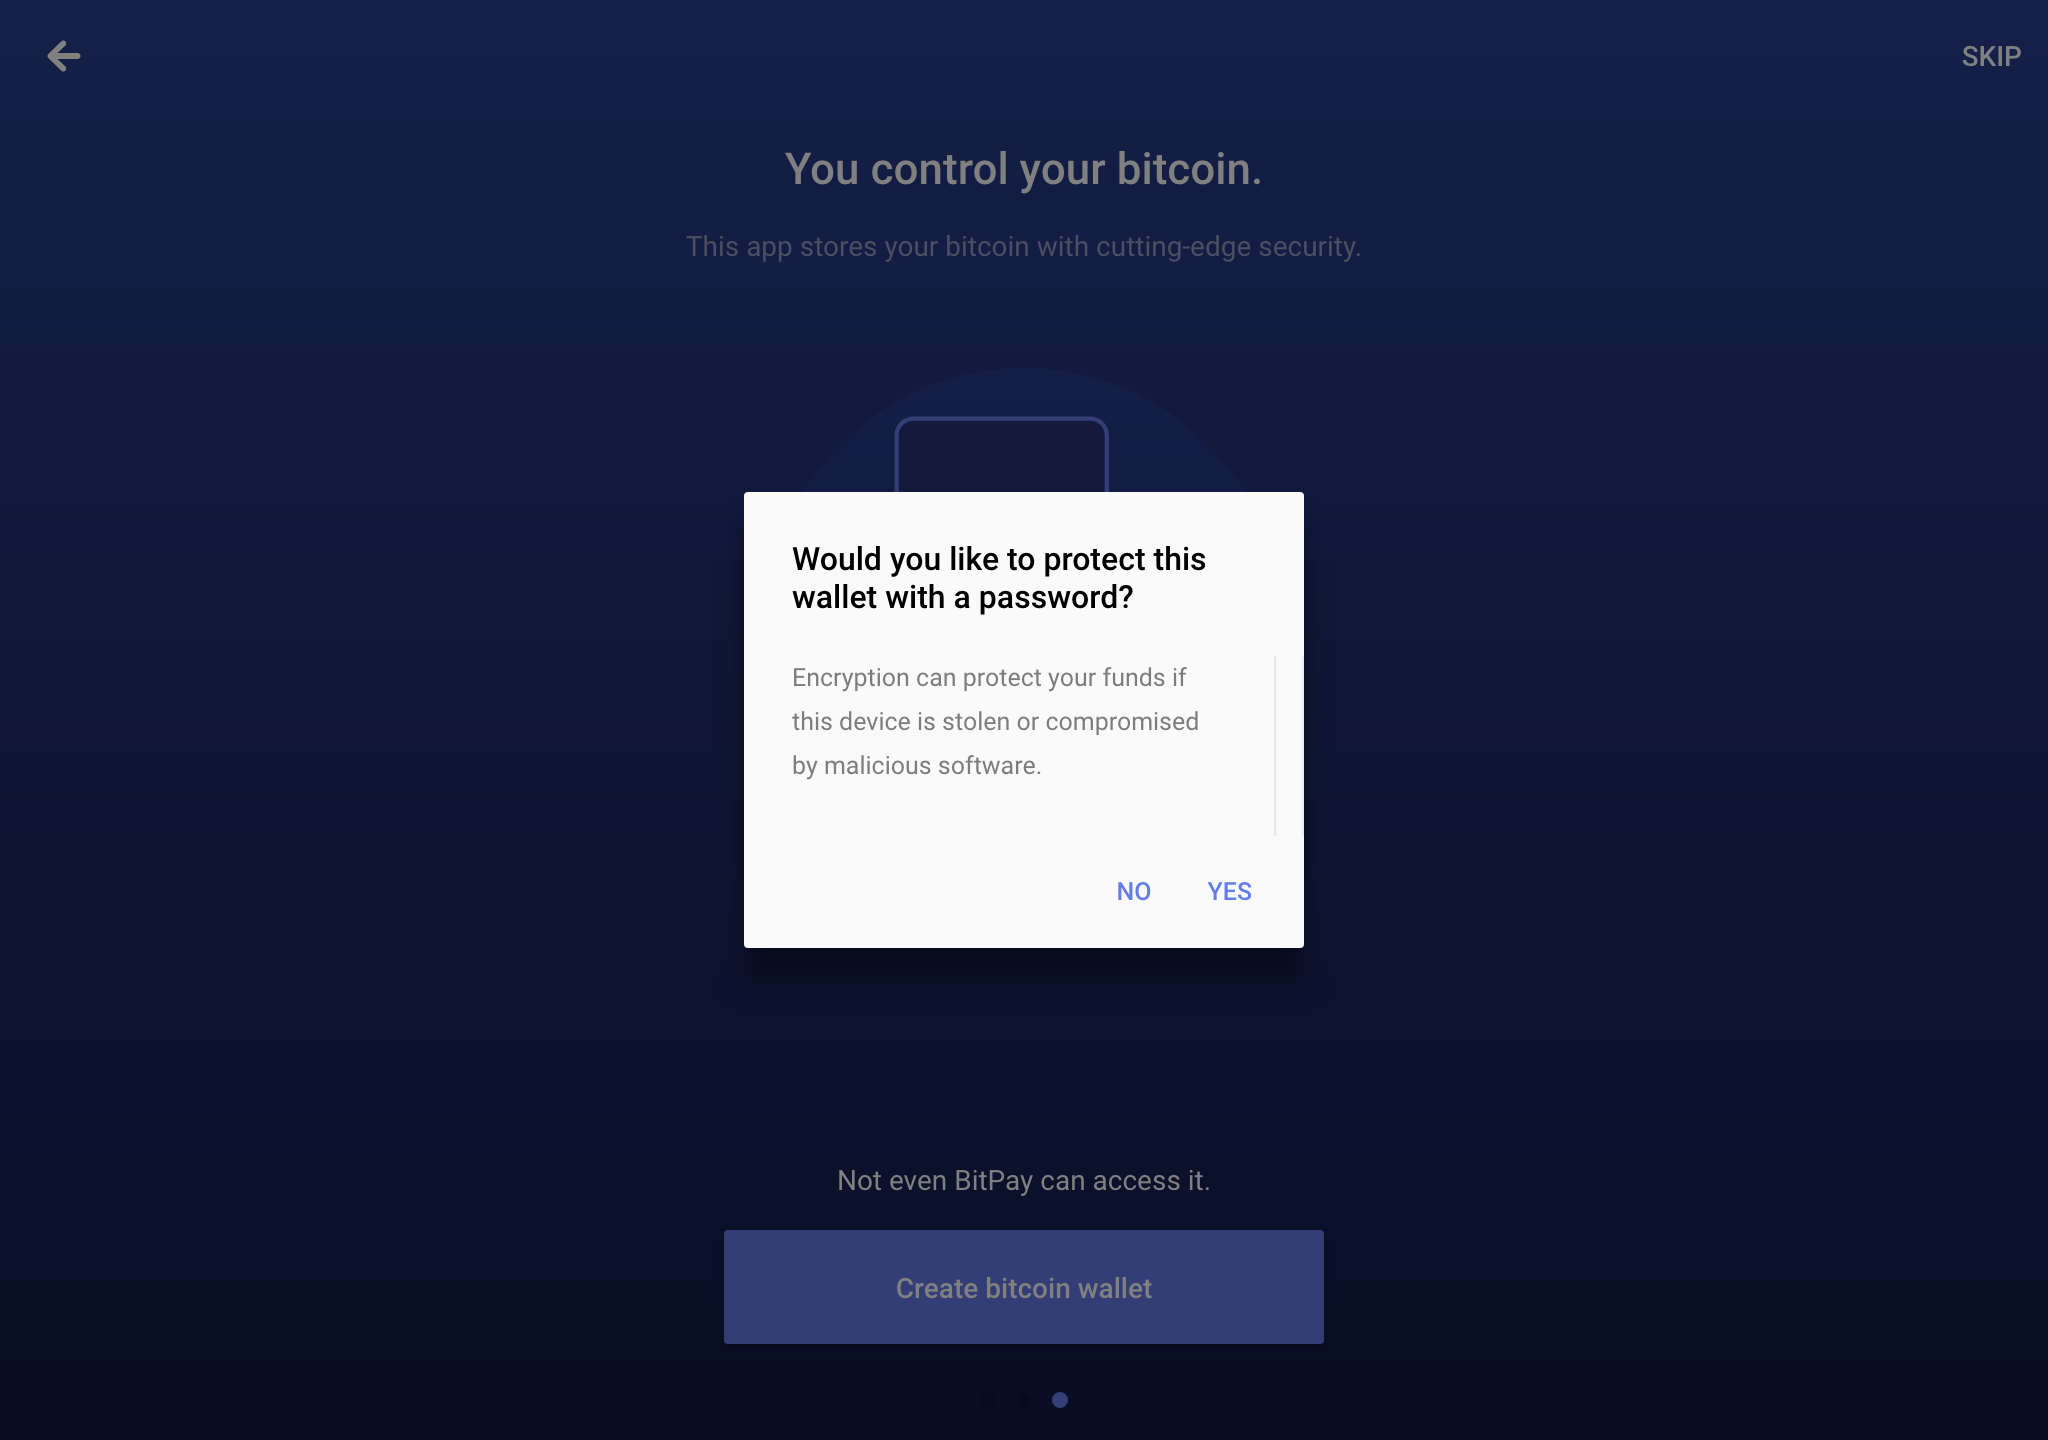 SKIP
You control your bitcoin.
This app stores your bitcoin with cutting-edge security.
Would you like to protect this
wallet with a password?
Encryption can protect your funds if
this device is stolen or compromised
by malicious software.
NO YES
Not even BitPay can access it.
Create bitcoin wallet